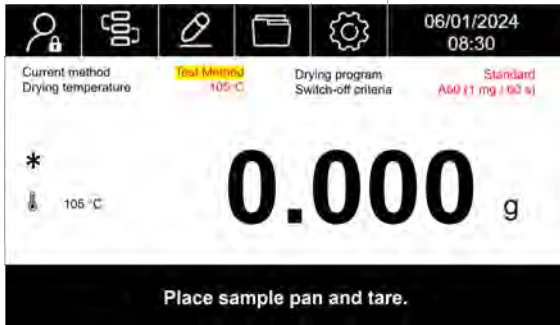 06/01/2024
08:30
Current method Test Method Drying program Standard
Drying temperature 105 °C Switch-off criteria A60 (1 mg / 60 s)
*
0.000 g
105 °C
Place sample pan and tare.